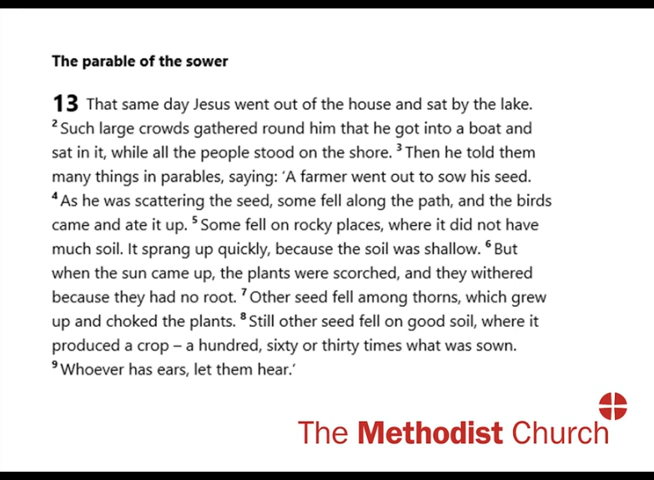 The parable of the sower
13 That same day Jesus went out of the house and sat by the lake.
2 Such large crowds gathered round him that he got into a boat and
sat in it, while all the people stood on the shore. 3 Then he told them
many things in parables, saying: ‘A farmer went out to sow his seed.
4 As he was scattering the seed, some fell along the path, and the birds
came and ate it up. 5 Some fell on rocky places, where it did not have
much soil. It sprang up quickly, because the soil was shallow. 6 But
when the sun came up, the plants were scorched, and they withered
because they had no root. 7 Other seed fell among thorns, which grew
up and choked the plants. 8 Still other seed fell on good soil, where it
produced a crop – a hundred, sixty or thirty times what was sown.
9 Whoever has ears, let them hear.’
The Methodist Church